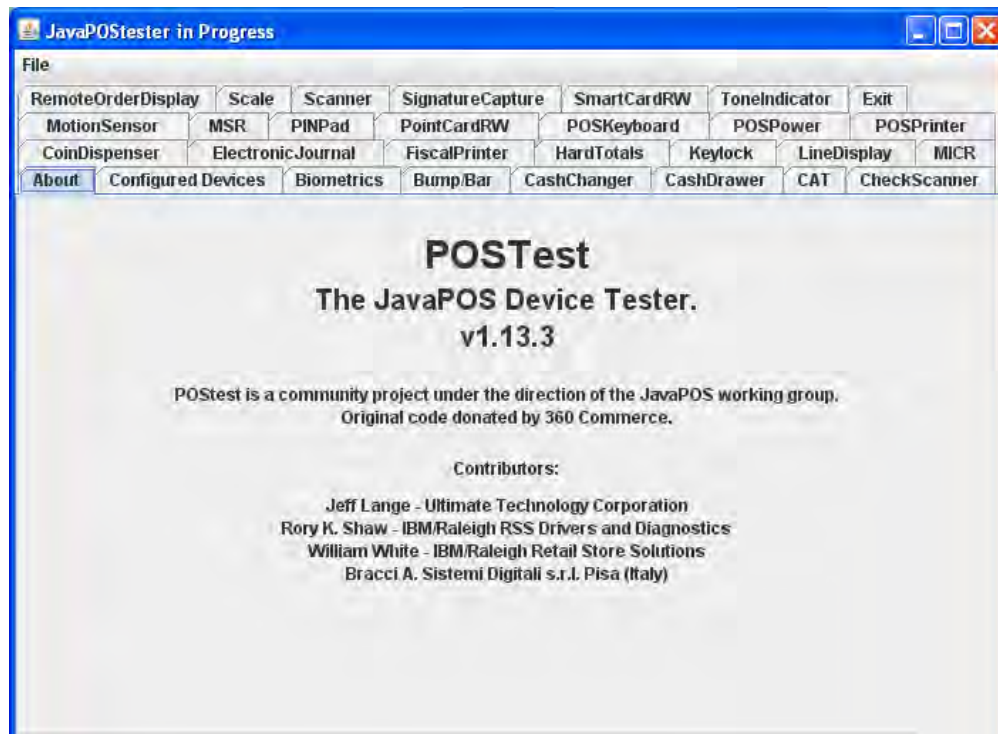 JavaPOStester in Progress
File
RemoteOrderDisplay Scale Scanner SignatureCapture SmartCardRW ToneIndicator Exit
MotionSensor MSR PINPad PointCardRW POSKeyboard POSPower POSPrinter
CoinDispenser ElectronicJournal FiscalPrinter HardTotals Keylock LineDisplay MICR
About Configured Devices Biometrics Bump/Bar CashChanger CashDrawer CAT CheckScanner
POSTest
The JavaPOS Device Tester.
v1.13.3
POStest is a community project under the direction of the JavaPOS working group.
Original code donated by 360 Commerce.
Contributors:
Jeff Lange - Ultimate Technology Corporation
Rory K. Shaw - IBM/Raleigh RSS Drivers and Diagnostics
William White - IBM/Raleigh Retail Store Solutions
Bracci A. Sistemi Digitali s.r.l. Pisa (Italy)